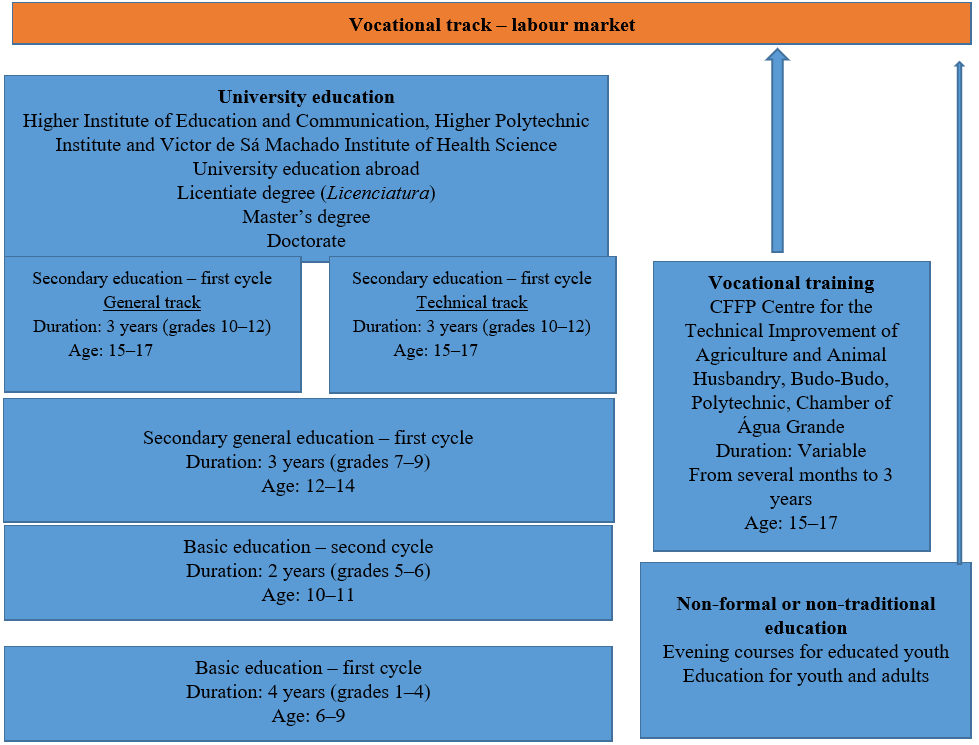 Vocational track – labour market
University education
Higher Institute of Education and Communication, Higher Polytechnic
Institute and Victor de Sá Machado Institute of Health Science
University education abroad
Licentiate degree (Licenciatura)
Master’s degree
Doctorate
Secondary education – first cycle
General track
Duration: 3 years (grades 10–12)
Age: 15–17
Secondary education – first cycle
Technical track
Duration: 3 years (grades 10–12)
Age: 15–17
Secondary general education – first cycle
Duration: 3 years (grades 7–9)
Age: 12–14
Basic education – second cycle
Duration: 2 years (grades 5–6)
Age: 10–11
Basic education – first cycle
Duration: 4 years (grades 1–4)
Age: 6–9
Vocational training
CFFP Centre for the
Technical Improvement of
Agriculture and Animal
Husbandry, Budo-Budo,
Polytechnic, Chamber of
Água Grande
Duration: Variable
From several months to 3
years
Age: 15–17
Non-formal or non-traditional
education
Evening courses for educated youth
Education for youth and adults